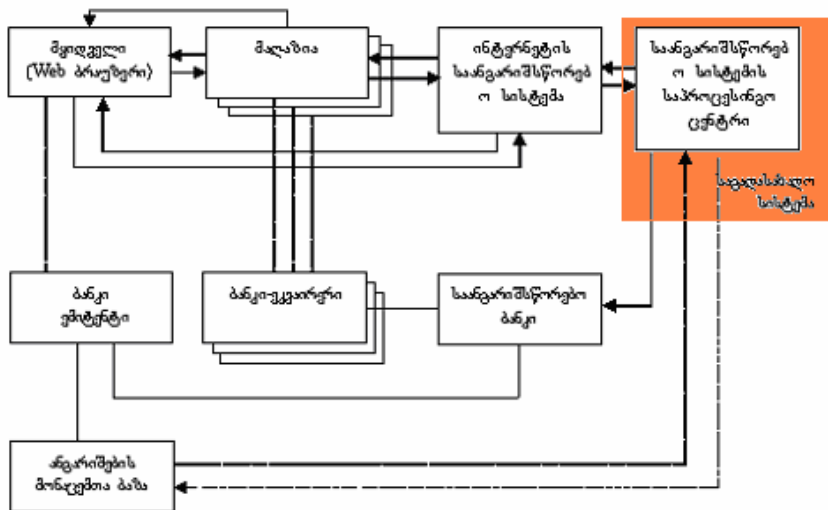 მყიდველი
(Web ბრაუზერი)
მაღაზია
ინტერნეტის
საანგარიშსწორებ
ო სისტემა
საანგარიშსწორებ
ო სისტემის
საპროცესინგო
ცენტრი
საგადასახადო
სისტემა
ბანკი
ემიტენტი
ბანკი-ეკვაირერი
საანგარიშსწორებო
ბანკი
ანგარიშების
მონაცემთა ბაზა